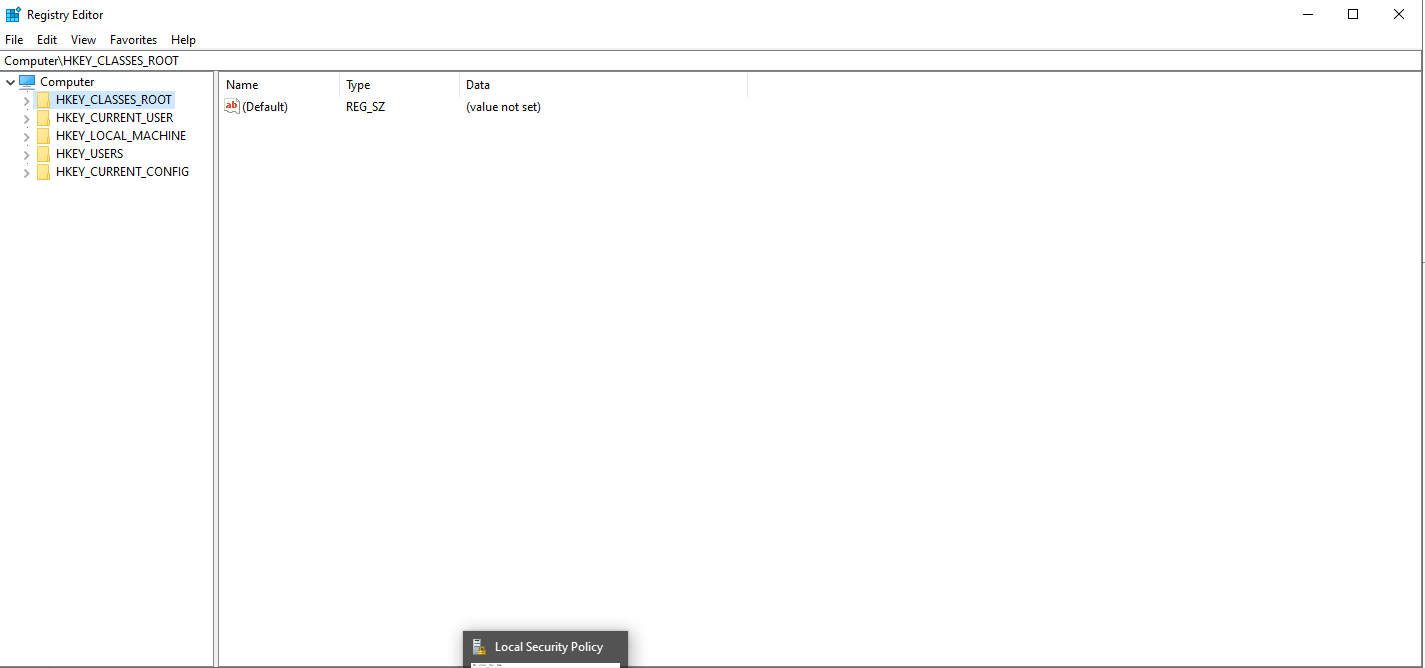 Registry Editor
File Edit View Favorites Help
Computer\HKEY_CLASSES_ROOT
Computer
HKEY_CLASSES_ROOT
HKEY_CURRENT_USER
HKEY_LOCAL_MACHINE
HKEY_USERS
HKEY_CURRENT_CONFIG
Name Type Data
ab (Default) REG_SZ (value not set)
Local Security Policy